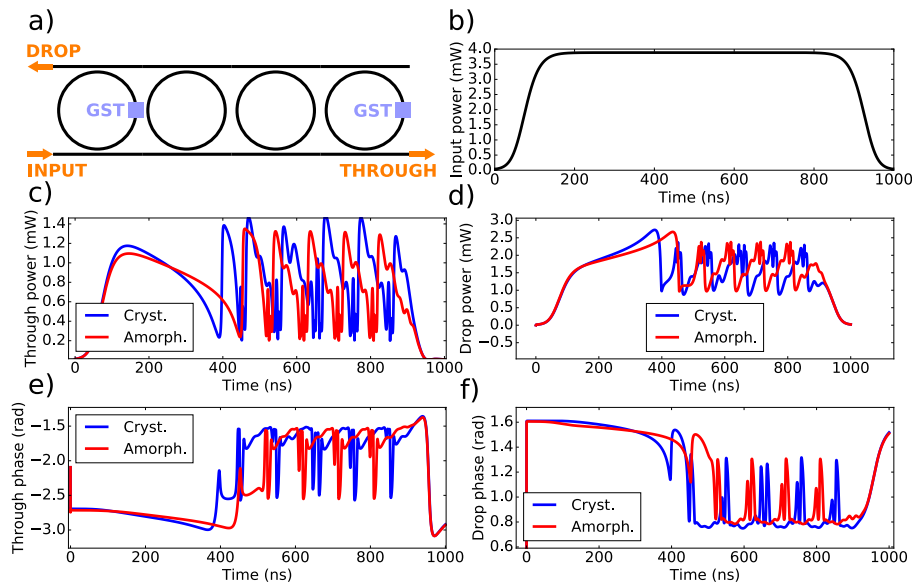 a)
DROP
GST
GST
INPUT
THROUGH
b)
Input power (mW)
4.0
3.5
3.0
2.5
2.0
1.5
1.0
0.5
0.0
0
200
400
600
800
1000
Time (ns)
c)
Through power (mW)
1.4
1.2
1.0
0.8
0.6
0.4
0.2
Cryst.
Amorph.
0
200
400
600
800
1000
Time (ns)
d)
Drop power (mW)
3.0
2.5
2.0
1.5
1.0
0.5
0.0
−0.5
Cryst.
Amorph.
0
200
400
600
800
1000
Time (ns)
e)
Through phase (rad)
−1.5
−2.0
−2.5
−3.0
Cryst.
Amorph.
0
200
400
600
800
1000
Time (ns)
f)
Drop phase (rad)
1.6
1.4
1.2
1.0
0.8
0.6
Cryst.
Amorph.
0
200
400
600
800
1000
Time (ns)